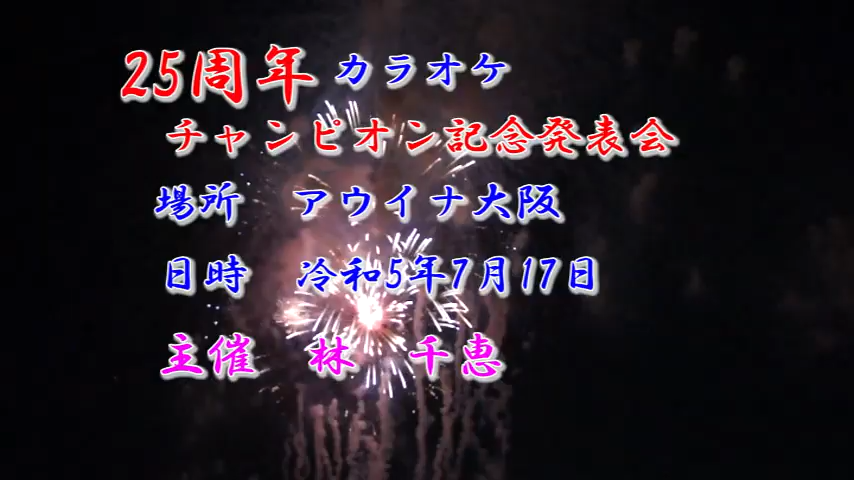 25周年 カラオケ
チャンピオン記念発表会
場所 アウイナ大阪
日時 冷和5年7月17日
主催 林 千恵